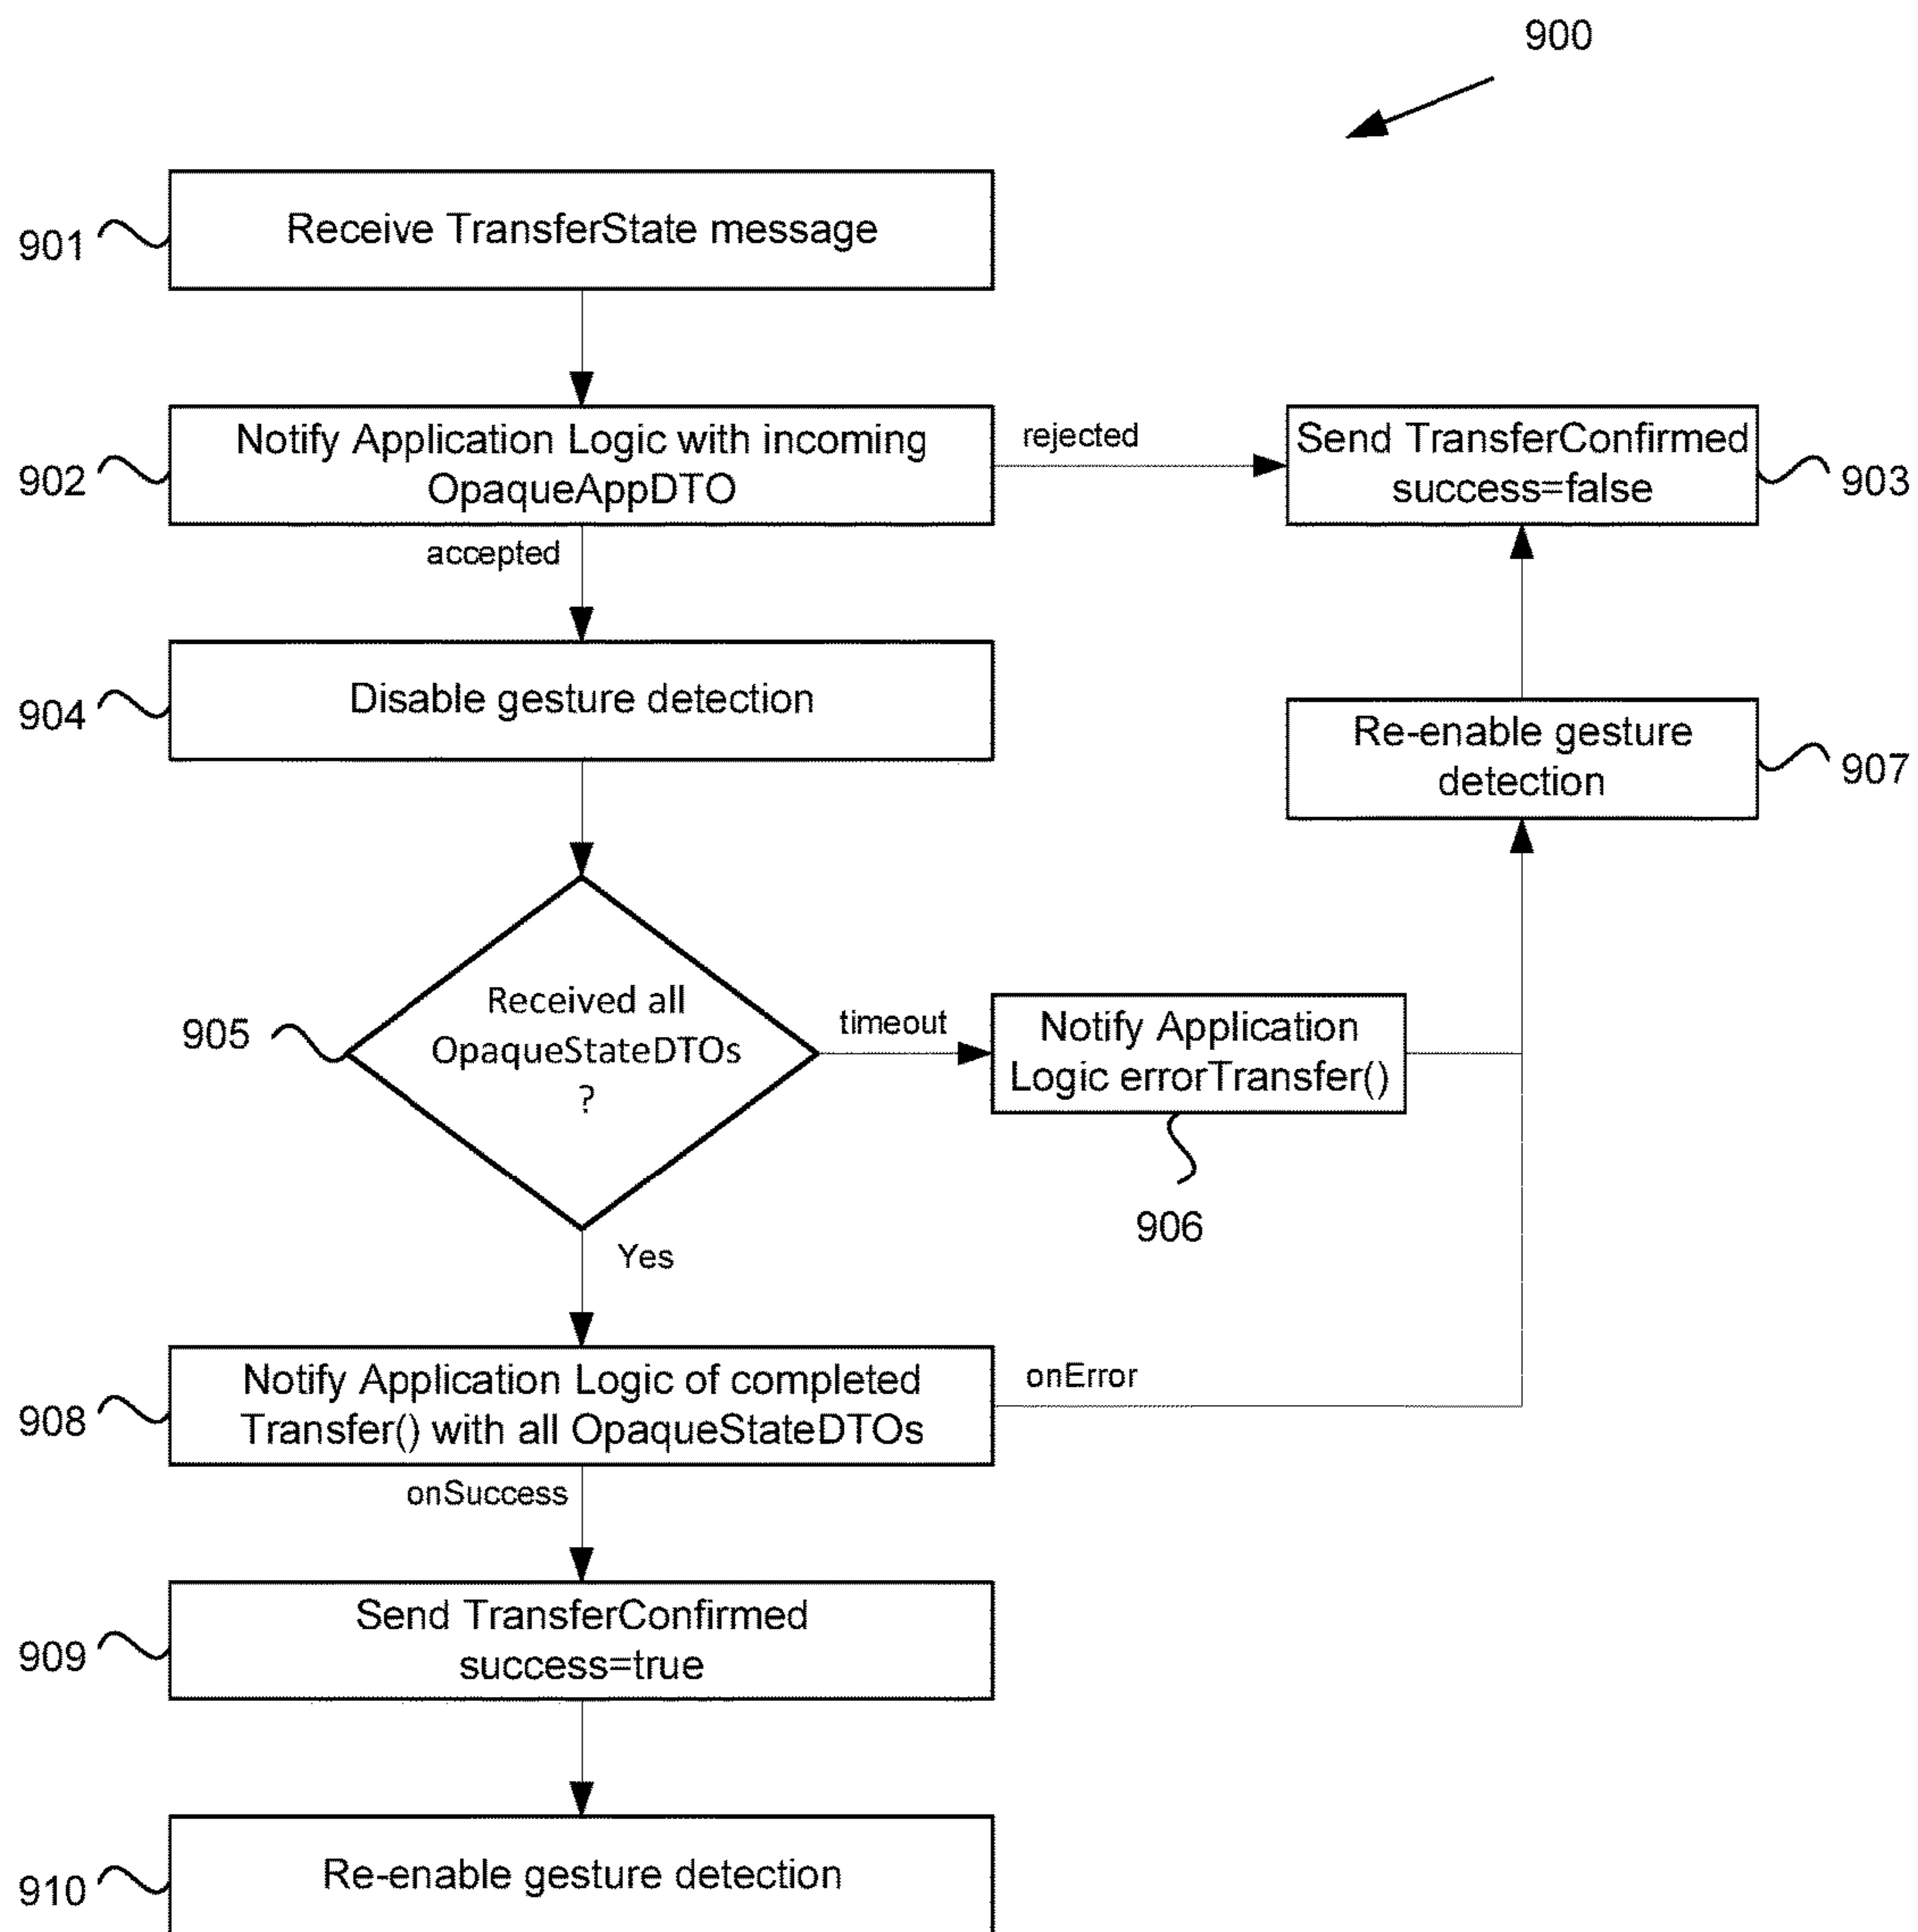 900
901
Receive TransferState message
902
Notify Application Logic with incoming
OpaqueAppDTO
rejected
Send TransferConfirmed
success=false
903
accepted
904
Disable gesture detection
Re-enable gesture
detection
907
905
Received all
OpaqueStateDTOs
?
timeout
Notify Application
Logic errorTransfer()
906
Yes
908
Notify Application Logic of completed
Transfer() with all OpaqueStateDTOs
onError
onSuccess
909
Send TransferConfirmed
success=true
910
Re-enable gesture detection